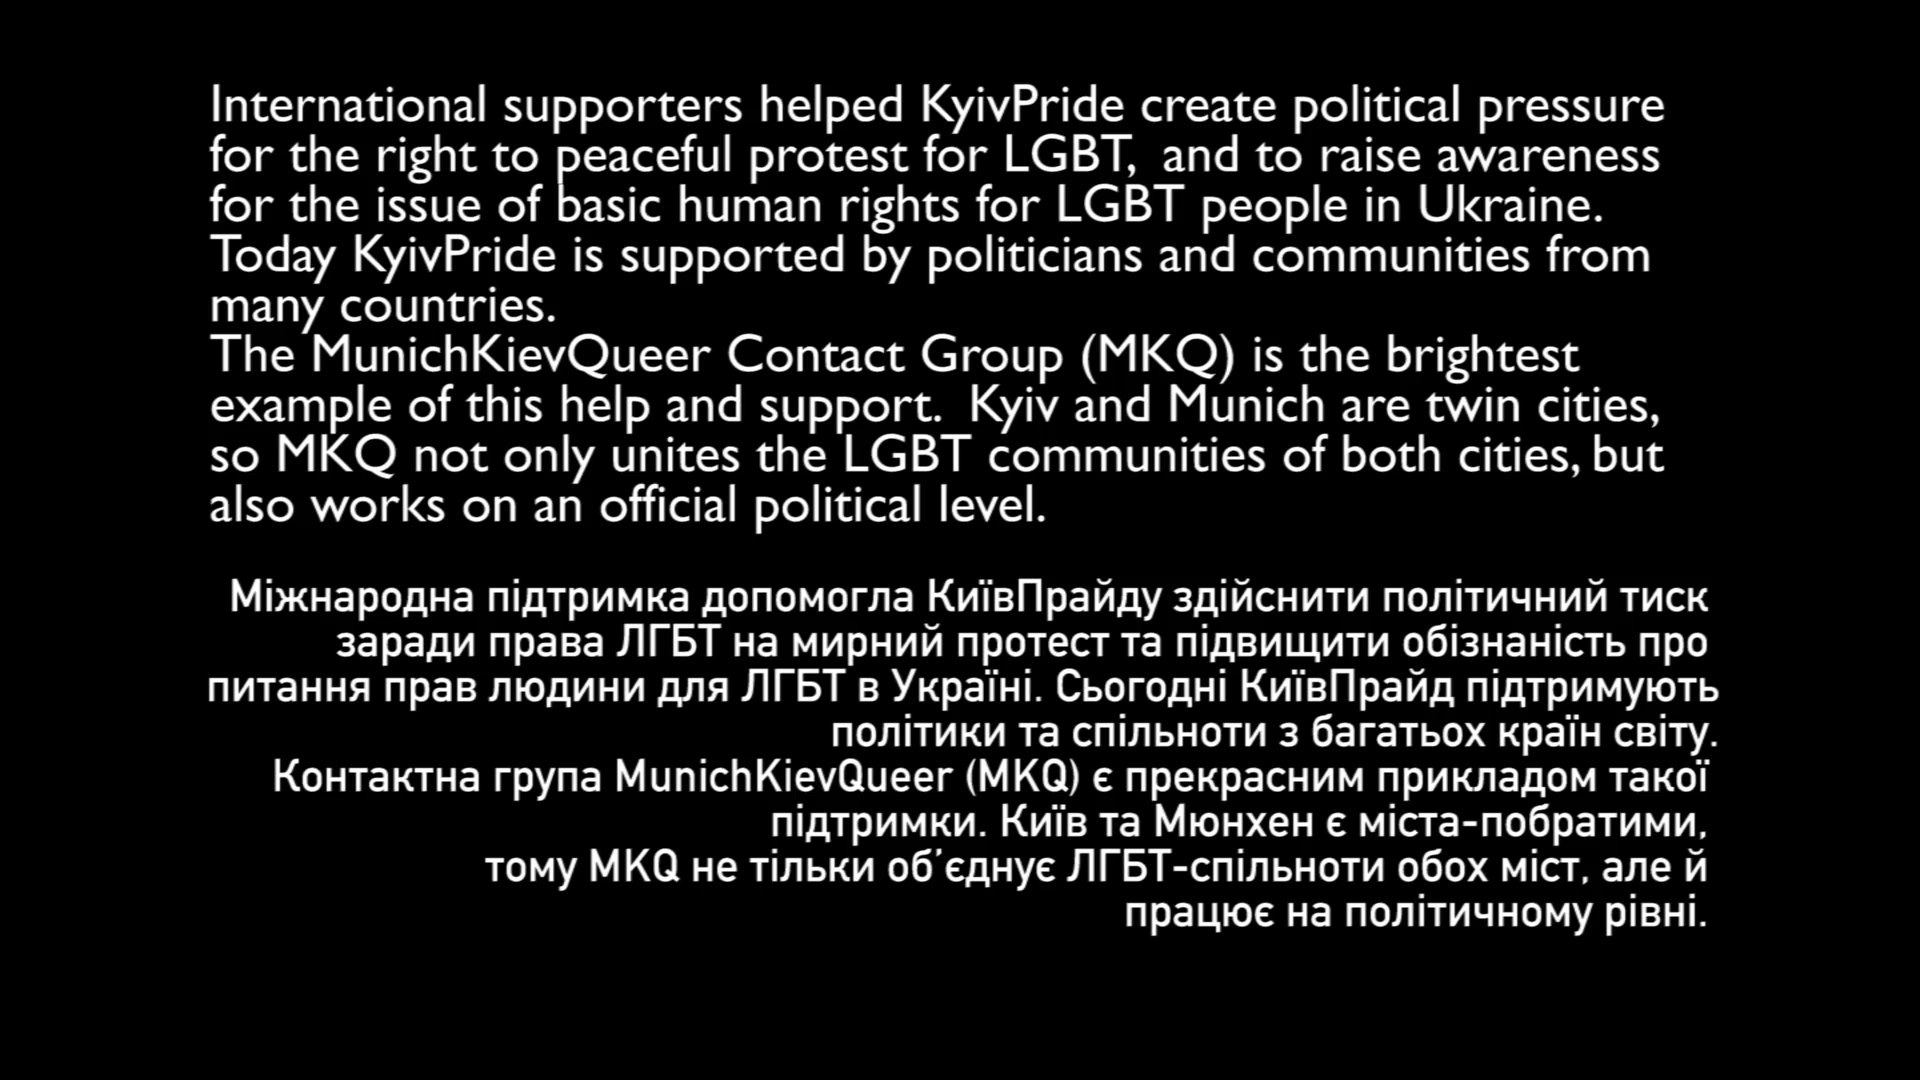 International supporters helped KyivPride create political pressure
for the right to peaceful protest for LGBT,  and to raise awareness
for the issue of basic human rights for LGBT people in Ukraine.
Today KyivPride is supported by politicians and communities from
many countries.
The MunichKievQueer Contact Group (MKQ) is the brightest
example of this help and support.  Kyiv and Munich are twin cities,
so MKQ not only unites the LGBT communities of both cities, but
also works on an official political level.
Міжнародна підтримка допомогла КиївПрайду здійснити політичний тиск
заради права ЛГБТ на мирний протест та підвищити обізнаність про
питання прав людини для ЛГБТ в Україні. Сьогодні КиївПрайд підтримують
політики та спільноти з багатьох країн світу.
Контактна група MunichKievQueer (MKQ) є прекрасним прикладом такої
підтримки. Київ та Мюнхен є міста-побратими,
тому MKQ не тільки об’єднує ЛГБТ-спільноти обох міст, але й
працює на політичному рівні.